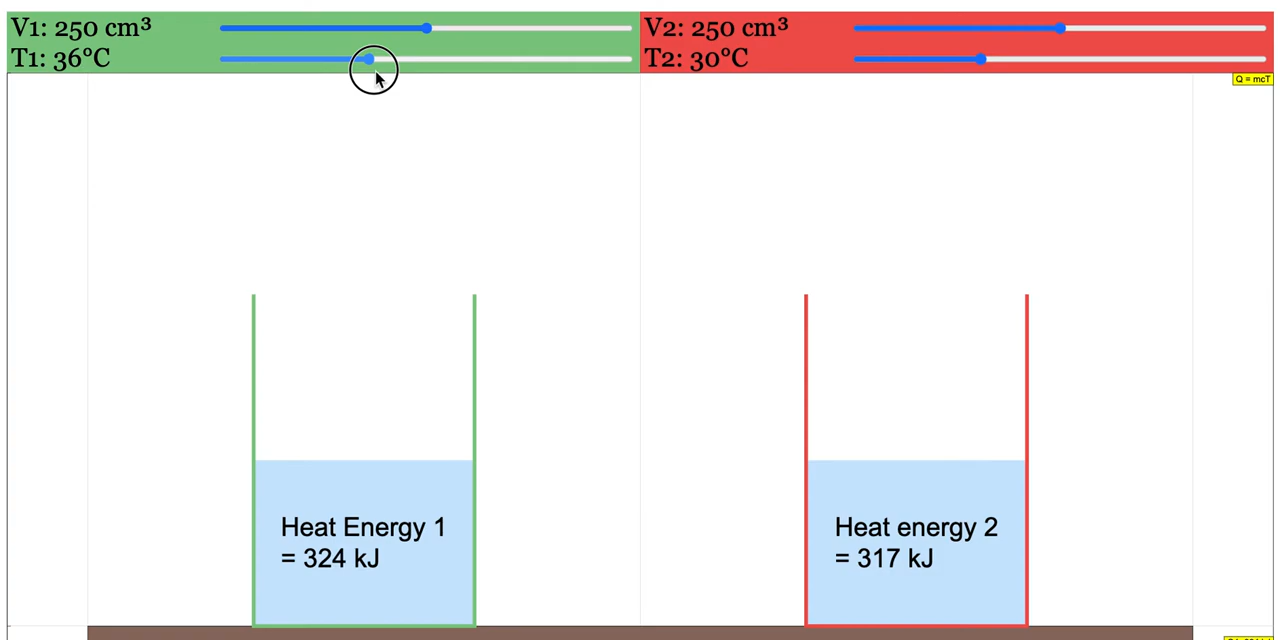 V1: 250 cm³
T1: 36°C
V2: 250 cm³
T2: 30°C
Q = mcT
Heat Energy 1
= 324 kJ
Heat energy 2
= 317 kJ